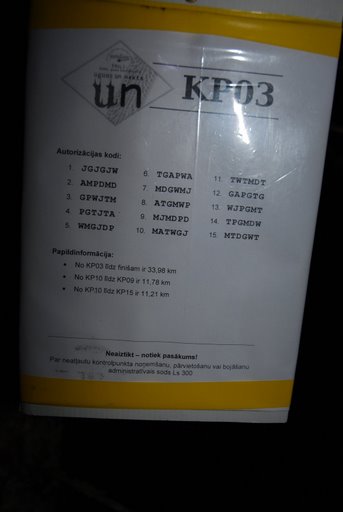 uguns un nakts
un
KP03
Autorizācijas kodi:
1. JGJGJW
2. AMPDMD
3. GPWJTM
4. PGTJTA
5. WMGJDP
6. TGAPWA
7. MDGWMJ
8. ATGMWP
9. MJMDPD
10. MATWGJ
11. TWTMDT
12. GAPGTG
13. WJPGMT
14. TPGMDW
15. MTDGWT
Papildinformācija:
• No KP03 līdz finišam ir 33,98 km
• No KP10 līdz KP09 ir 11,78 km
• No KP10 līdz KP15 ir 11,21 km
Neaiztikt – notiek pasākums!
Par neatļautu kontrolpunkta noņemšanu, pārvietošanu vai bojāšanu
administratīvais sods Ls 300